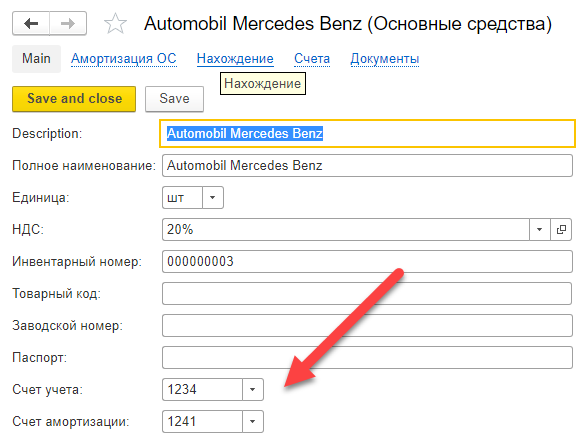 Automobil Mercedes Benz (Основные средства)
Main Амортизация ОС Нахождение Счета Документы
Нахождение
Save and close Save
Description: Automobil Mercedes Benz
Полное наименование: Automobil Mercedes Benz
Единица: шт
НДС: 20%
Инвентарный номер: 000000003
Товарный код:
Заводской номер:
Паспорт:
Счет учета: 1234
Счет амортизации: 1241